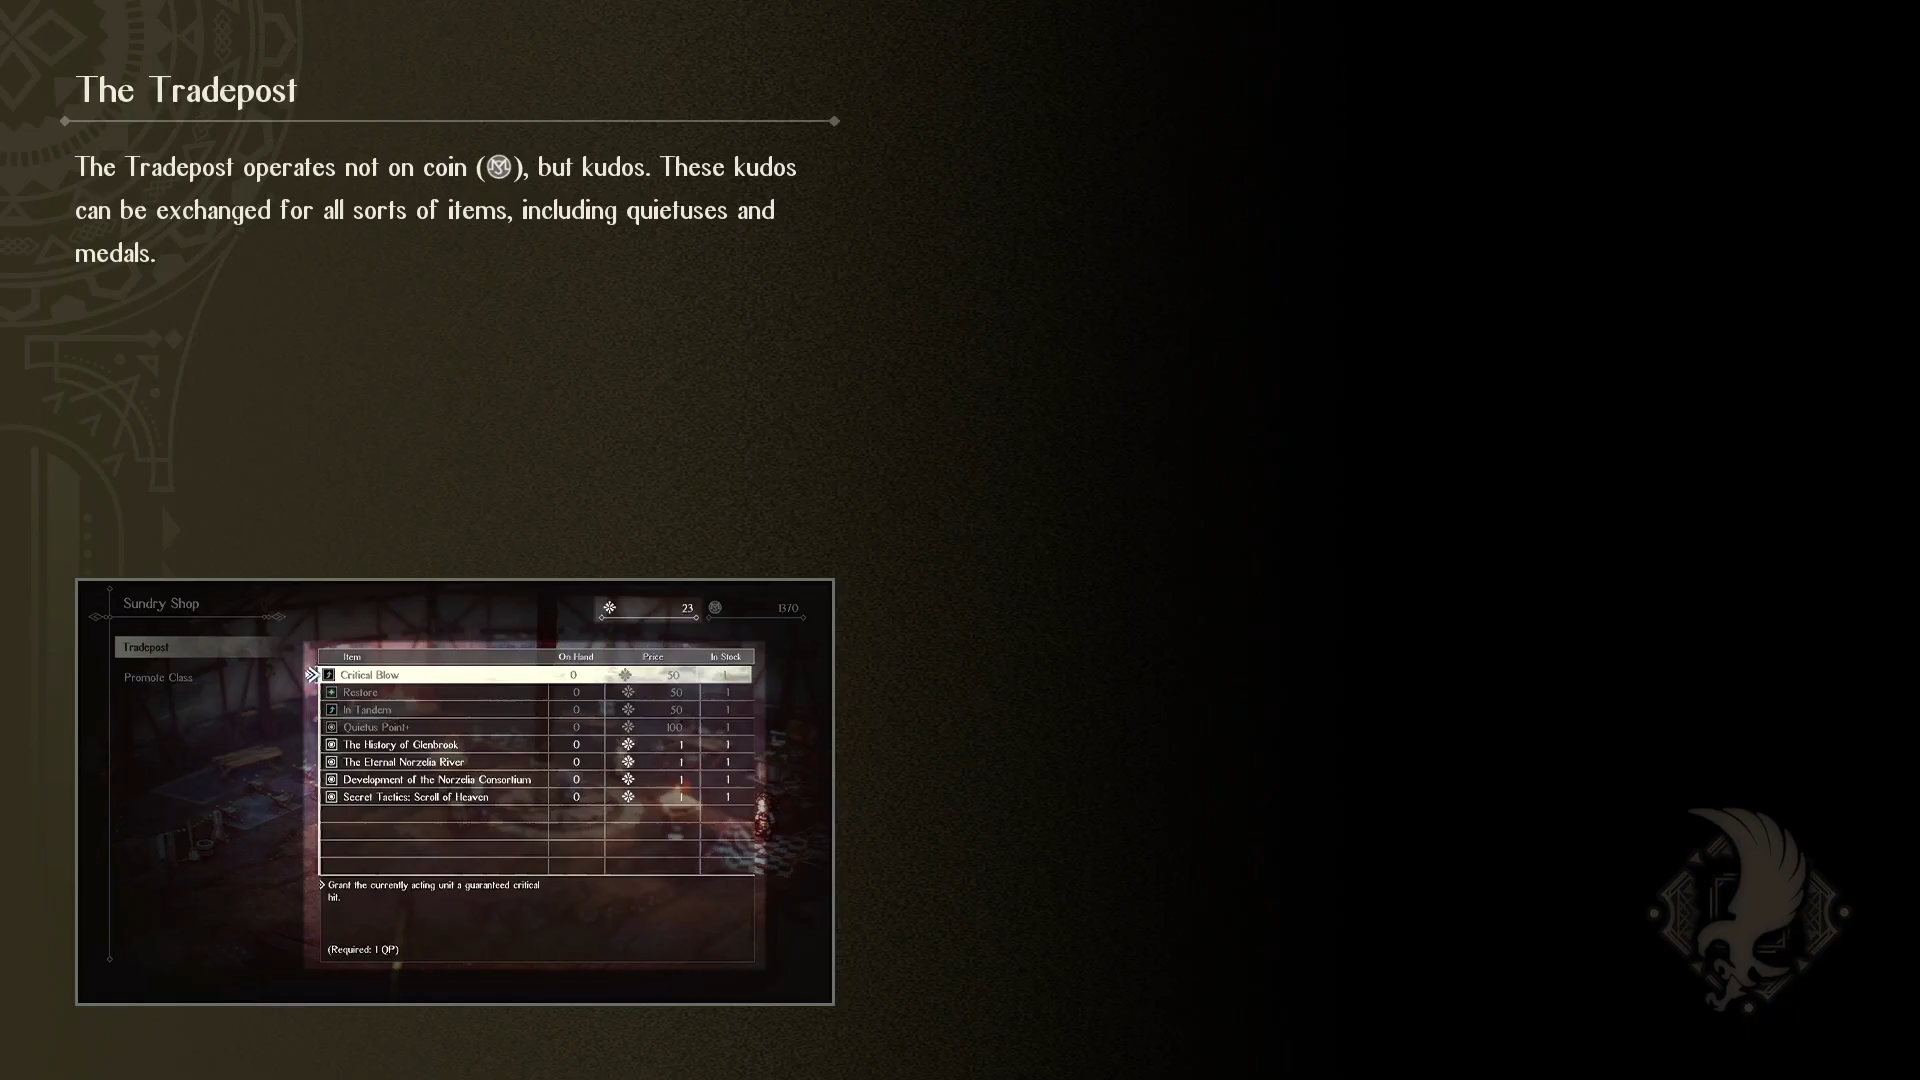 The Tradepost
The Tradepost operates not on coin (), but kudos. These kudos
can be exchanged for all sorts of items, including quietuses and
medals.
Sundry Shop
23 1370
Tradepost
Promote Class
Item On Hand Price In Stock
Critical Blow 0 50 1
Restore 0 50 1
In Tandem 0 50 1
Quietus Point+ 0 100 1
The History of Glenbrook 0 1 1
The Eternal Norzelia River 0 1 1
Development of the Norzelia Consortium 0 1 1
Secret Tactics: Scroll of Heaven 0 1 1
Grant the currently acting unit a guaranteed critical
hit.
(Required: 1 QP)